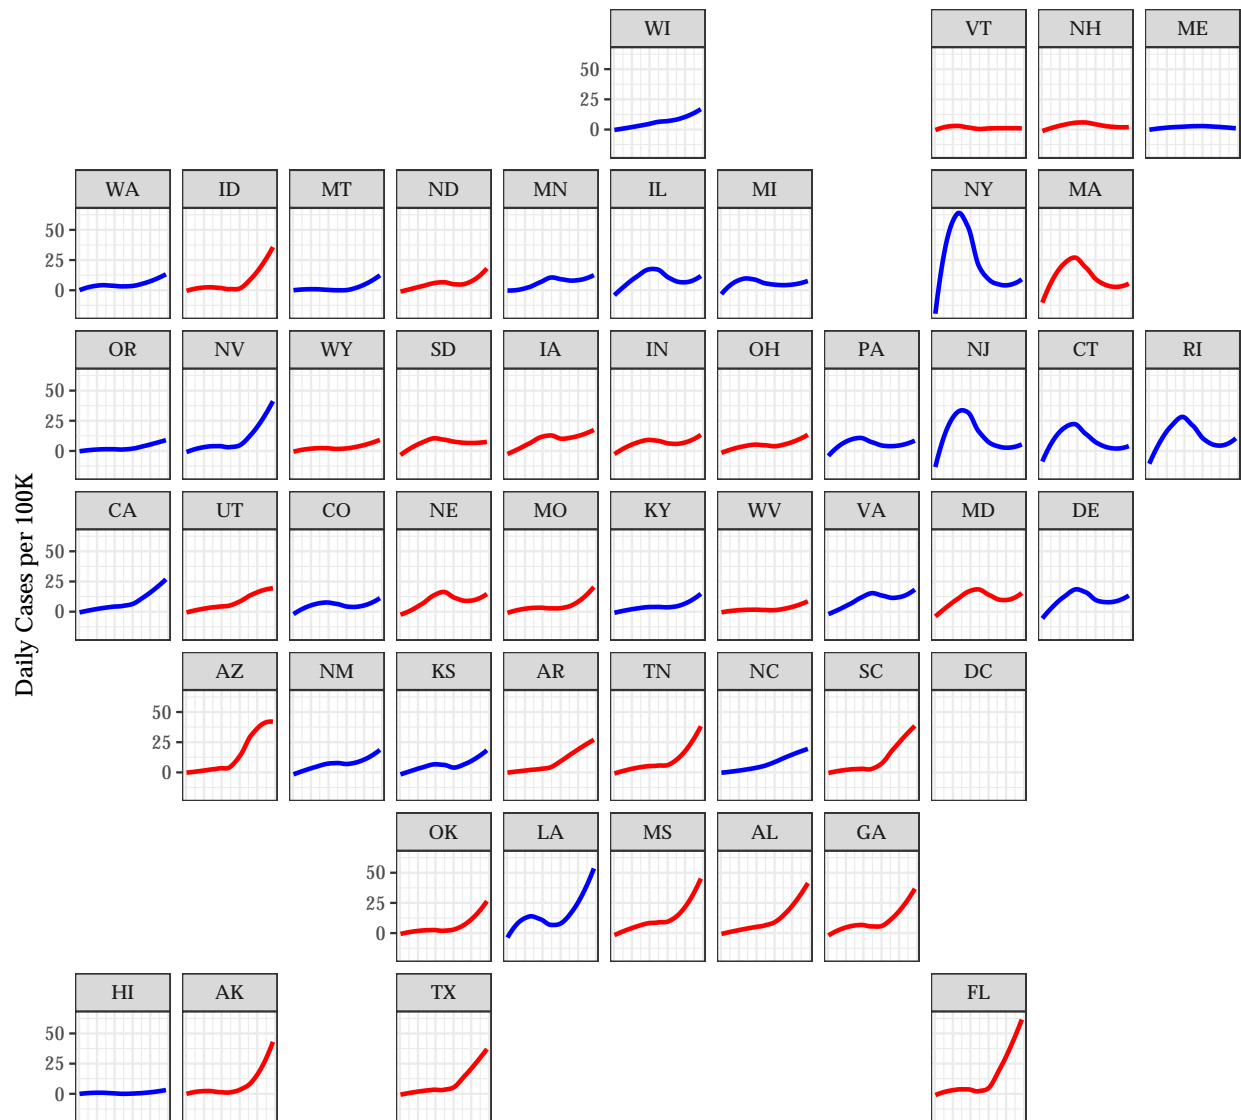 WI VT NH ME
50
25
0
WA ID MT ND MN IL MI NY MA
50
25
0
OR NV WY SD IA IN OH PA NJ CT RI
50
25
0
CA UT CO NE MO KY WV VA MD DE
50
25
0
Daily Cases per 100K
AZ NM KS AR TN NC SC DC
50
25
0
OK LA MS AL GA
50
25
0
HI AK TX FL
50
25
0